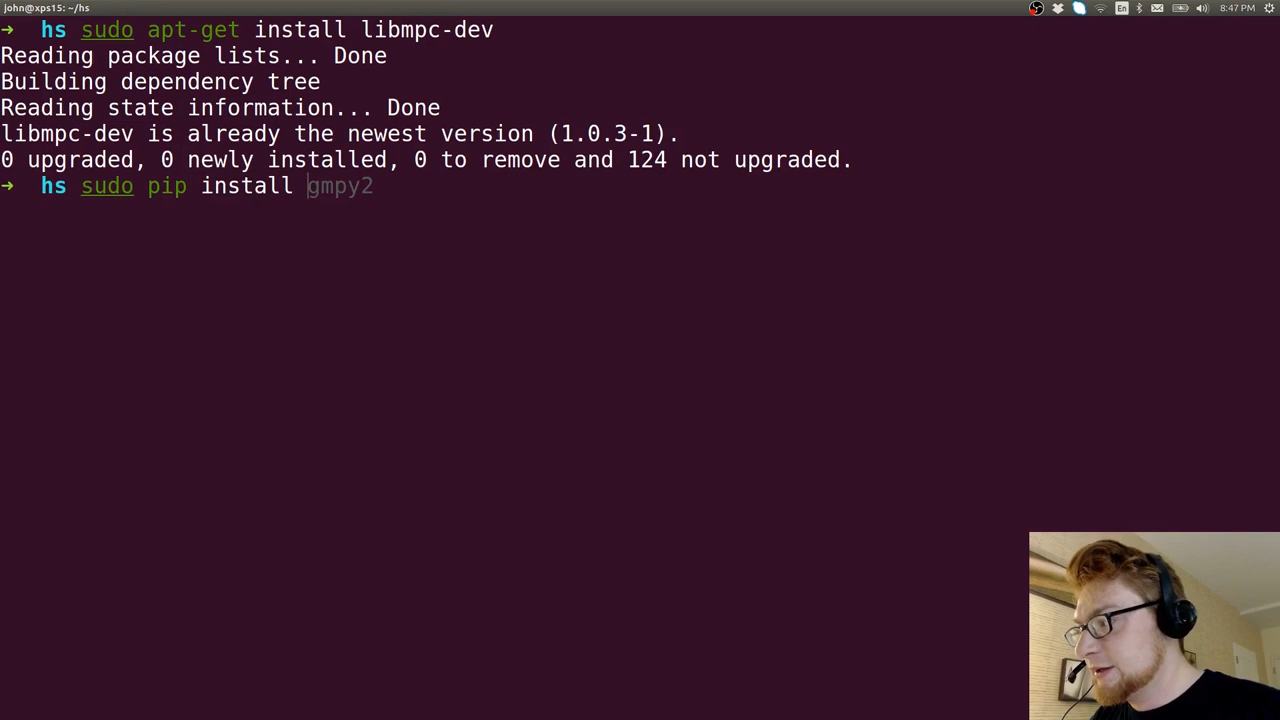 john@xps15: ~/hs
En
8:47 PM
➜ hs sudo apt-get install libmpc-dev
Reading package lists... Done
Building dependency tree
Reading state information... Done
libmpc-dev is already the newest version (1.0.3-1).
0 upgraded, 0 newly installed, 0 to remove and 124 not upgraded.
➜ hs sudo pip install gmpy2